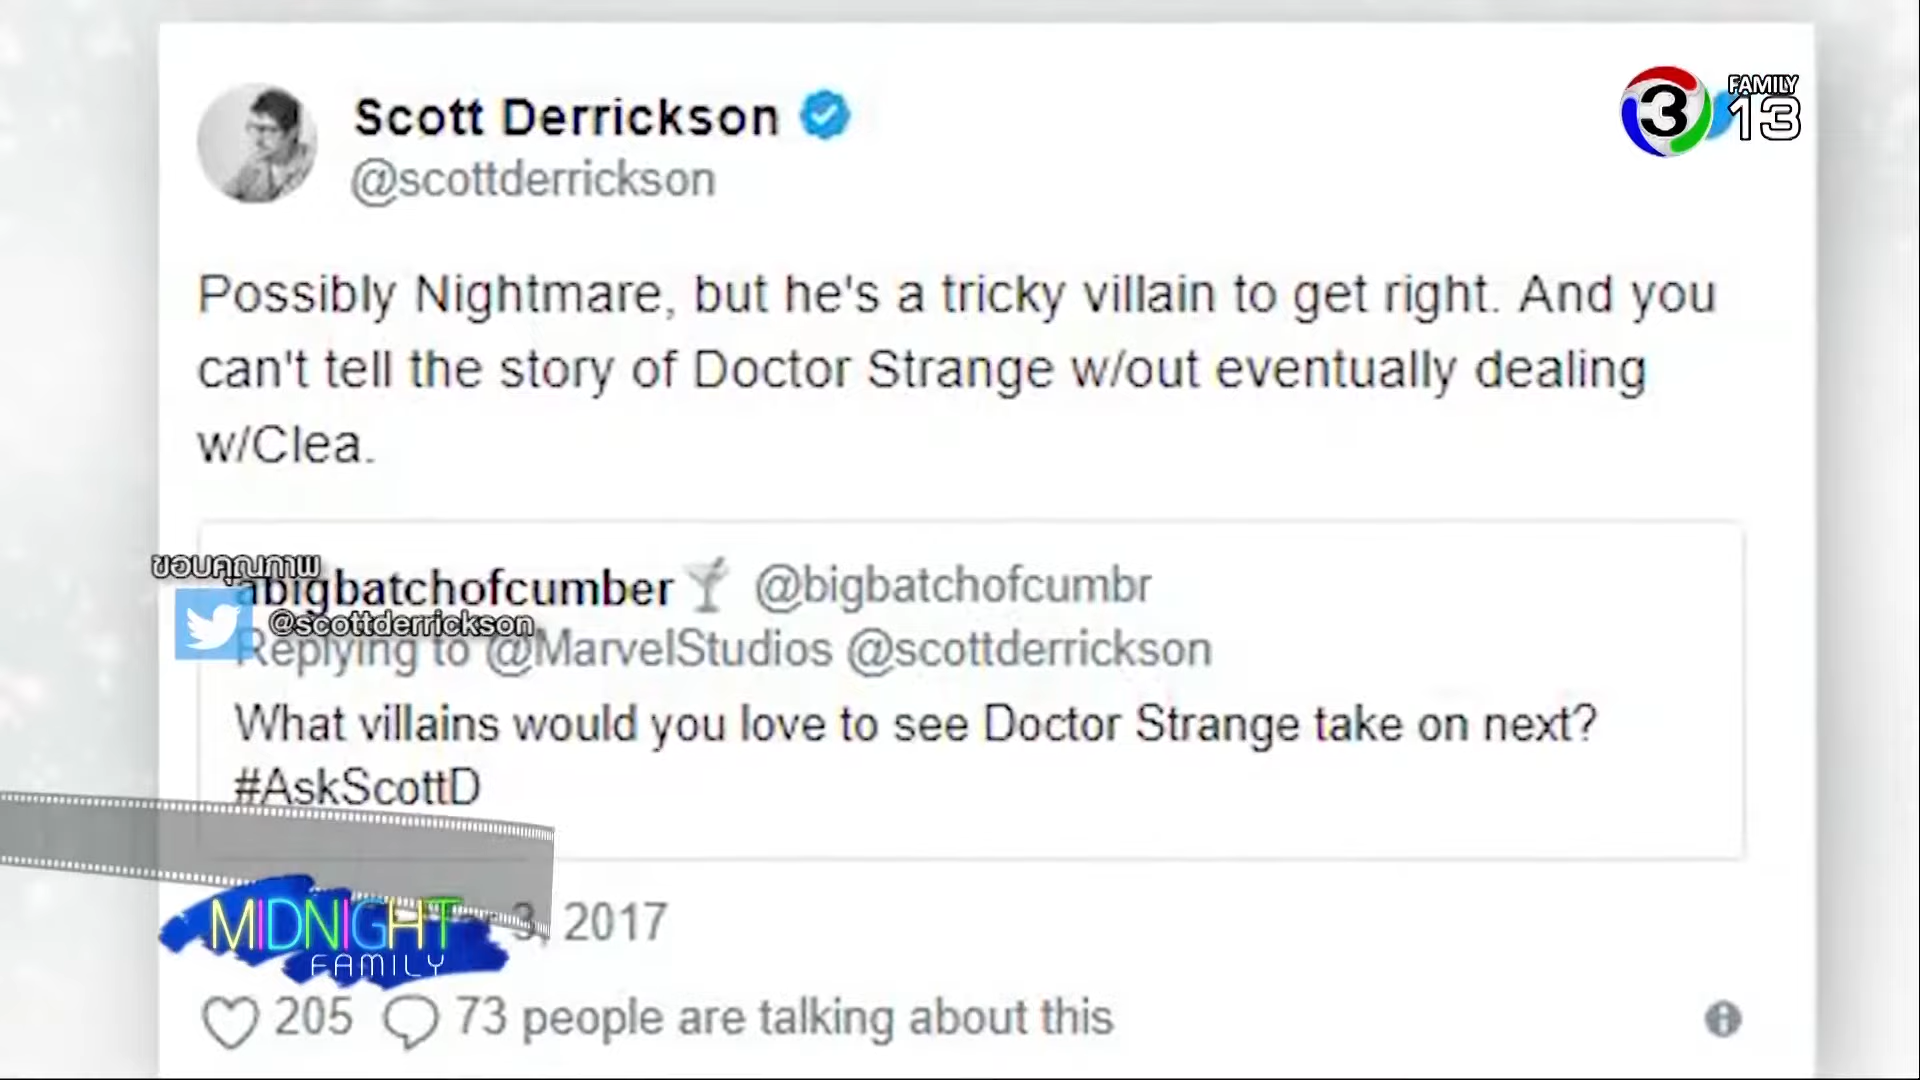 Scott Derrickson
@scottderrickson
3 FAMILY 13
Possibly Nightmare, but he's a tricky villain to get right. And you
can't tell the story of Doctor Strange w/out eventually dealing
w/Clea.
ขอบคุณภาพ
@scottderrickson
abigbatchofcumber @bigbatchofcumbr
Replying to @MarvelStudios @scottderrickson
What villains would you love to see Doctor Strange take on next?
#AskScottD
3, 2017
MIDNIGHT
FAMILY
205 73 people are talking about this